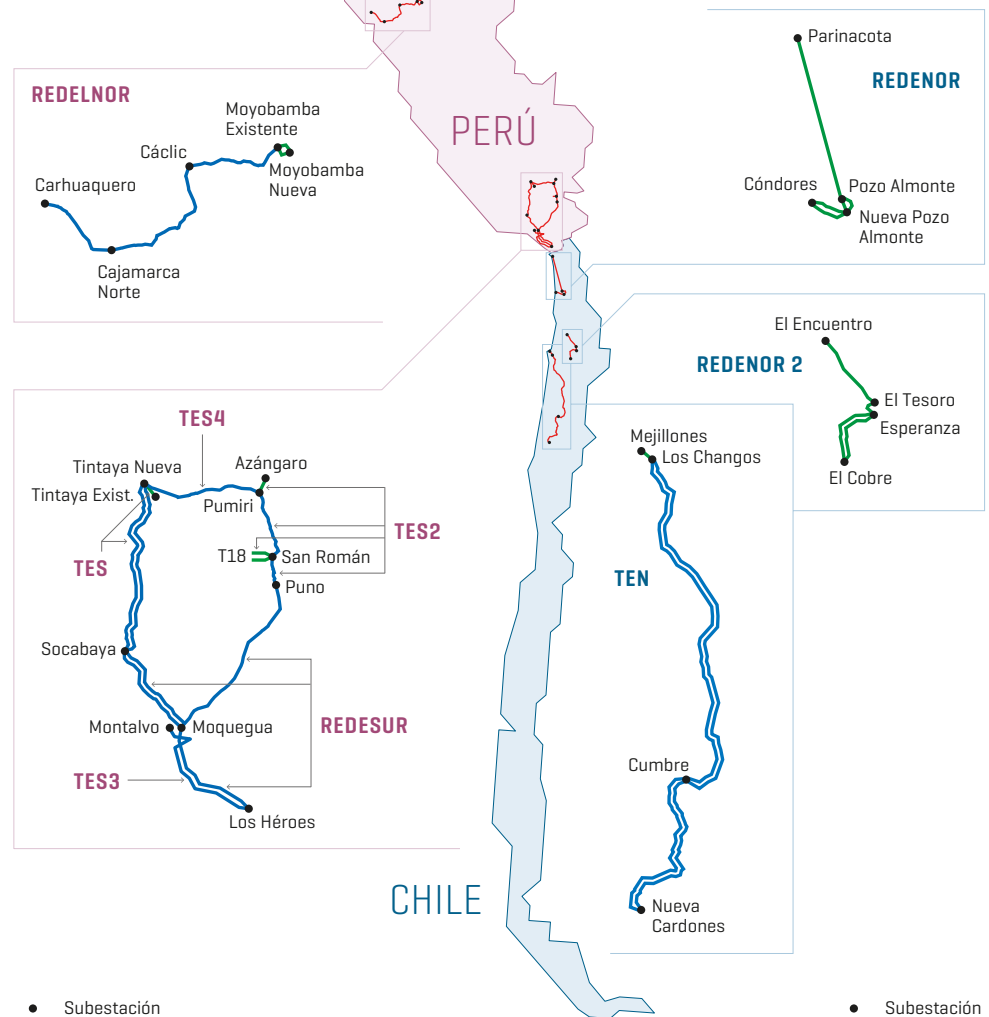 REDELNOR
Moyobamba
Existente
Cáclic
Moyobamba
Nueva
Carhuaquero
Cajamarca
Norte
PERÚ
Parinacota
REDENOR
Cóndores
Pozo Almonte
Nueva Pozo
Almonte
El Encuentro
REDENOR 2
El Tesoro
Esperanza
El Cobre
TES4
Tintaya Nueva
Azángaro
Tintaya Exist.
Pumiri
TES2
T18
San Román
TES
Puno
Socabaya
Montalvo
Moquegua
REDESUR
TES3
Los Héroes
Mejillones
Los Changos
TEN
Cumbre
Nueva
Cardones
CHILE
Subestación
Subestación